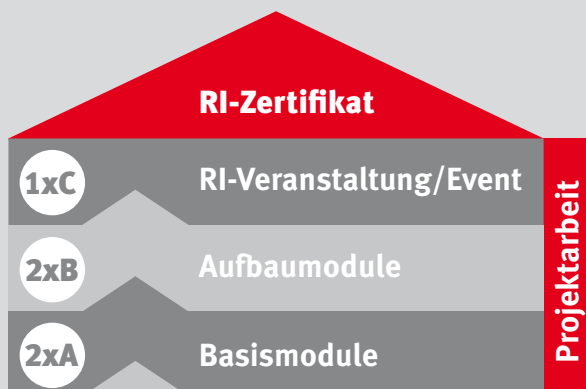 RI-Zertifikat
1xC RI-Veranstaltung/Event
2xB Aufbaumodule
2xA Basismodule
Projektarbeit